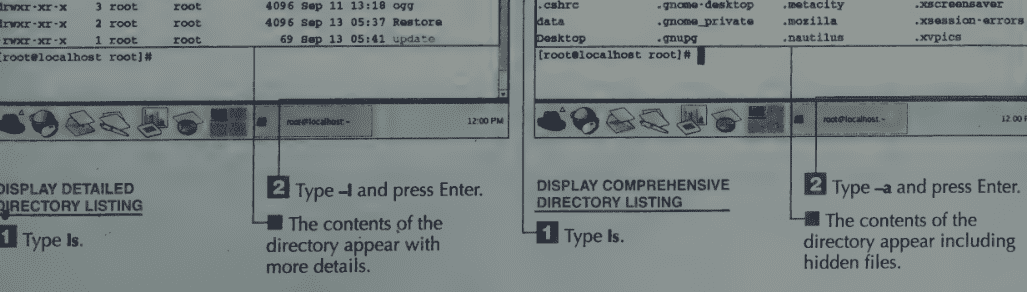 drwxr-xr-x 3 root root 4096 Sep 11 13:18 ogg
drwxr-xr-x 2 root root 4096 Sep 13 05:37 Restore
-rwxr-xr-x 1 root root 69 Sep 13 05:41 update
[root@localhost root]#
root@localhost:~
12:00 PM
DISPLAY DETAILED
DIRECTORY LISTING
1 Type ls.
2 Type –l and press Enter.
■ The contents of the
directory appear with
more details.
.cshrc .gnome-desktop .metacity .xscreensaver
data .gnome_private .mozilla .xsession-errors
Desktop .gnupg .nautilus .xvpics
[root@localhost root]#
root@localhost:~
12:00 P
DISPLAY COMPREHENSIVE
DIRECTORY LISTING
1 Type ls.
2 Type –a and press Enter.
■ The contents of the
directory appear including
hidden files.